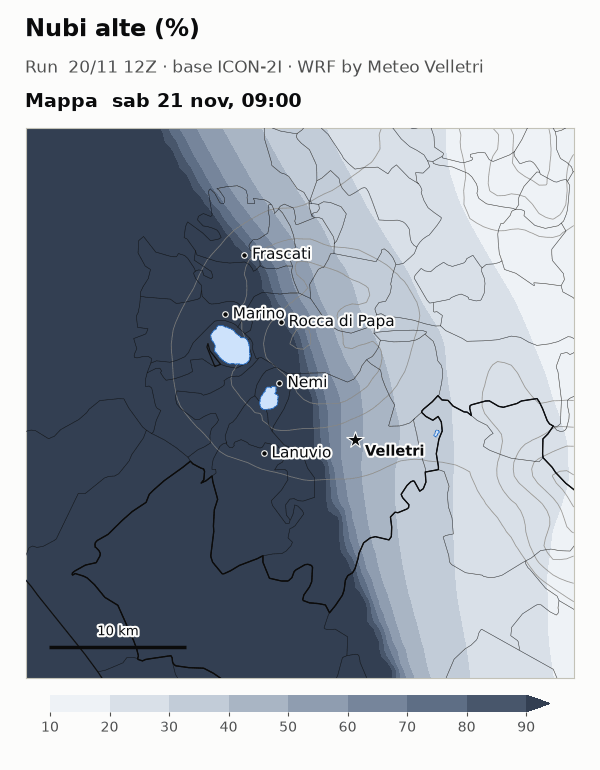 Nubi alte (%)
Run  20/11 12Z · base ICON-2I · WRF by Meteo Velletri
Mappa  sab 21 nov, 09:00
Frascati
Marino
Rocca di Papa
Nemi
Velletri
Lanuvio
10 km
10 20 30 40 50 60 70 80 90